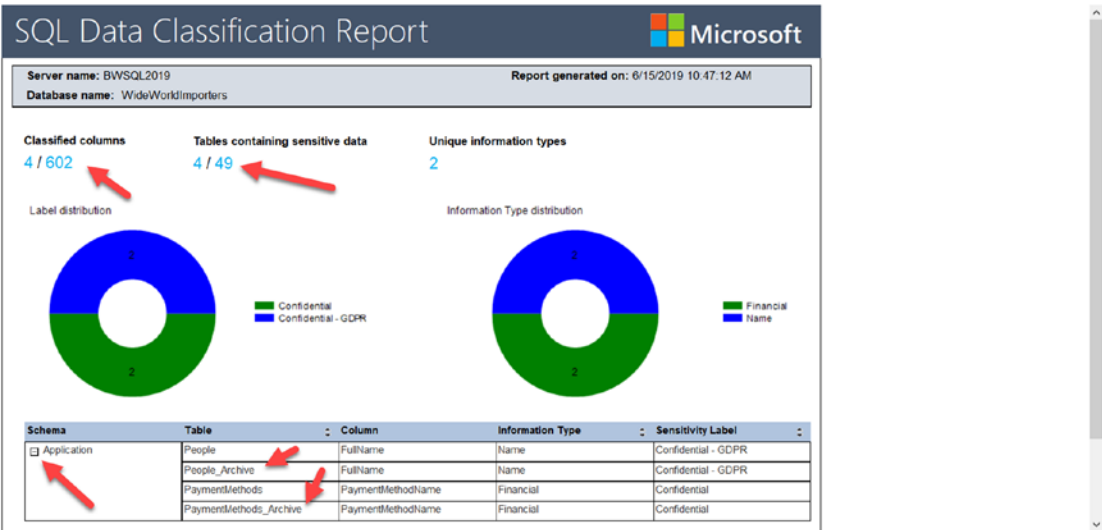 SQL Data Classification Report
Microsoft
Server name: BWSQL2019 Report generated on: 6/15/2019 10:47:12 AM
Database name: WideWorldImporters
Classified columns Tables containing sensitive data Unique information types
4 / 602 4 / 49 2
Label distribution Information Type distribution
2 2
Confidential Financial
Confidential - GDPR Name
2 2
Schema Table Column Information Type Sensitivity Label
Application People FullName Name Confidential - GDPR
People_Archive FullName Name Confidential - GDPR
PaymentMethods PaymentMethodName Financial Confidential
PaymentMethods_Archive PaymentMethodName Financial Confidential